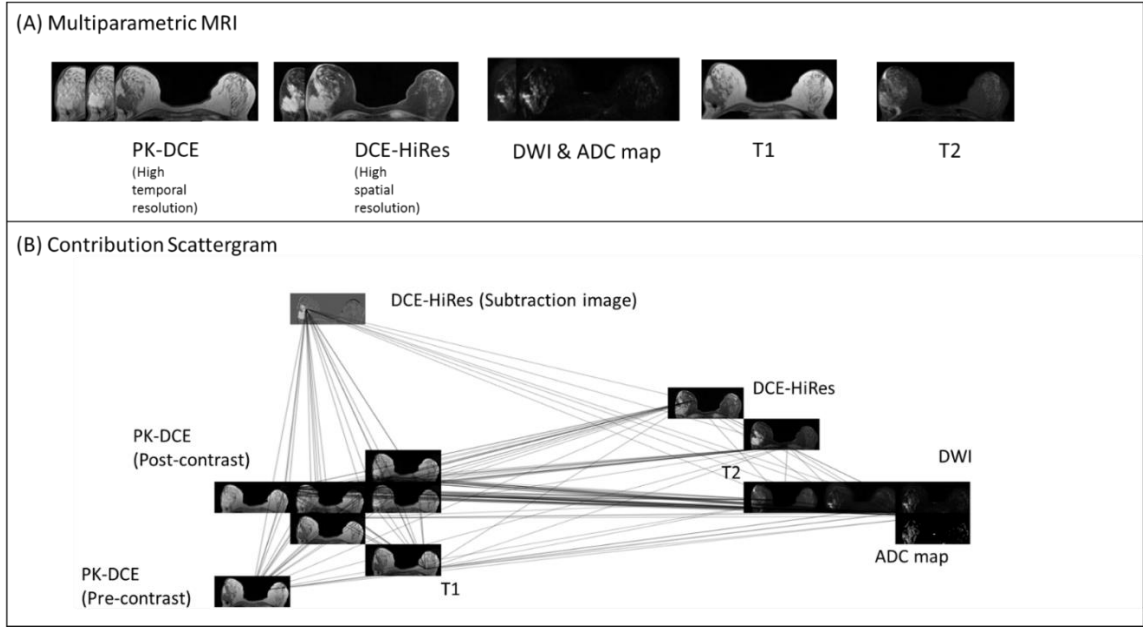 (A) Multiparametric MRI
PK-DCE
(High
temporal
resolution)
DCE-HiRes
(High
spatial
resolution)
DWI & ADC map
T1
T2
(B) Contribution Scattergram
DCE-HiRes (Subtraction image)
DCE-HiRes
PK-DCE
(Post-contrast)
T2
DWI
ADC map
PK-DCE
(Pre-contrast)
T1